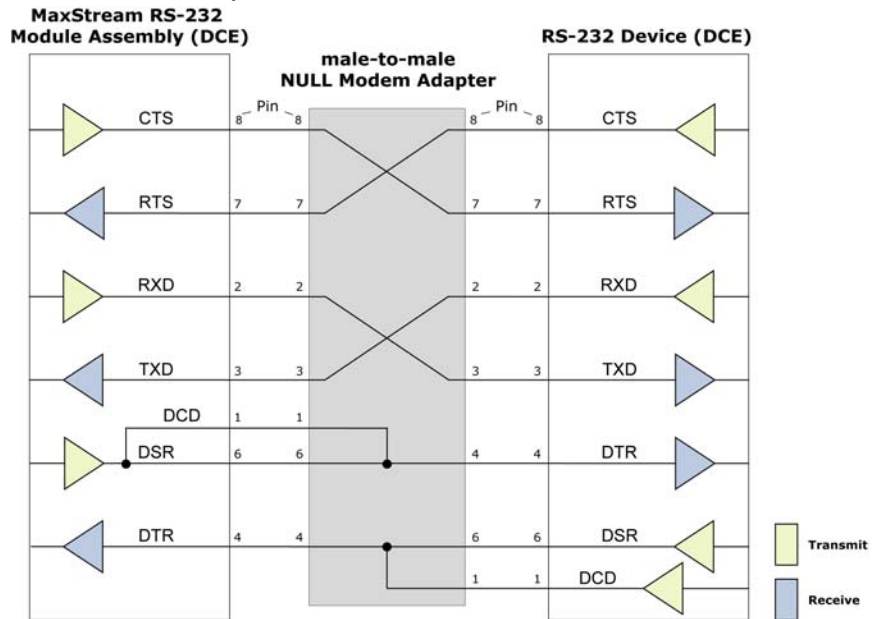 MaxStream RS-232
Module Assembly (DCE)
male-to-male
NULL Modem Adapter
RS-232 Device (DCE)
CTS 8 Pin 8 8 Pin 8 CTS
RTS 7 7 7 7 RTS
RXD 2 2 2 2 RXD
TXD 3 3 3 3 TXD
DCD 1 1
DSR 6 6 4 4 DTR
DTR 4 4 6 6 DSR
1 1 DCD
Transmit
Receive